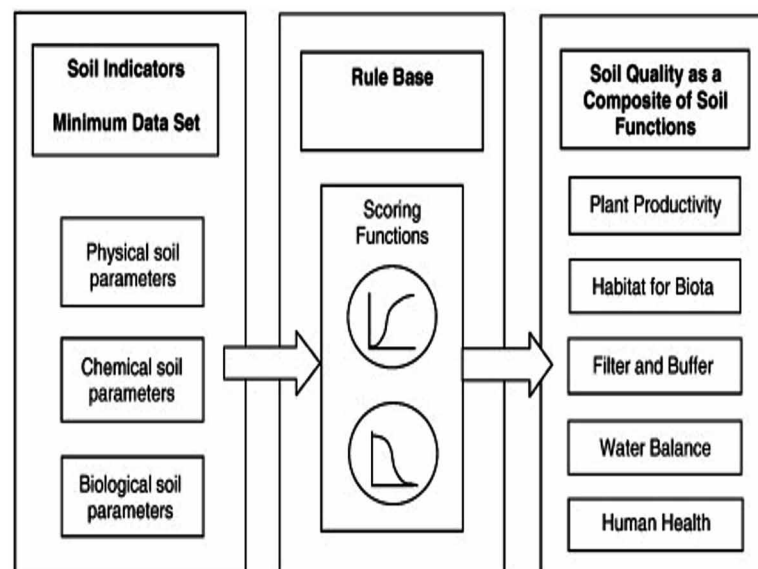 Soil Indicators
Minimum Data Set
Physical soil
parameters
Chemical soil
parameters
Biological soil
parameters
Rule Base
Scoring
Functions
Soil Quality as a
Composite of Soil
Functions
Plant Productivity
Habitat for Biota
Filter and Buffer
Water Balance
Human Health